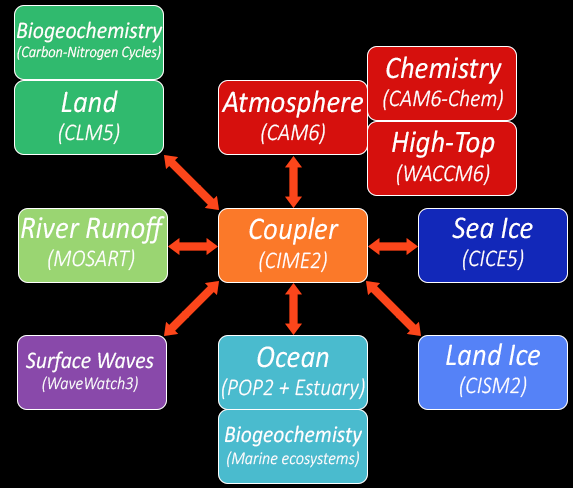 Biogeochemistry
(Carbon-Nitrogen Cycles)
Land
(CLM5)
Atmosphere
(CAM6)
Chemistry
(CAM6-Chem)
High-Top
(WACCM6)
River Runoff
(MOSART)
Coupler
(CIME2)
Sea Ice
(CICE5)
Surface Waves
(WaveWatch3)
Ocean
(POP2 + Estuary)
Biogeochemisty
(Marine ecosystems)
Land Ice
(CISM2)